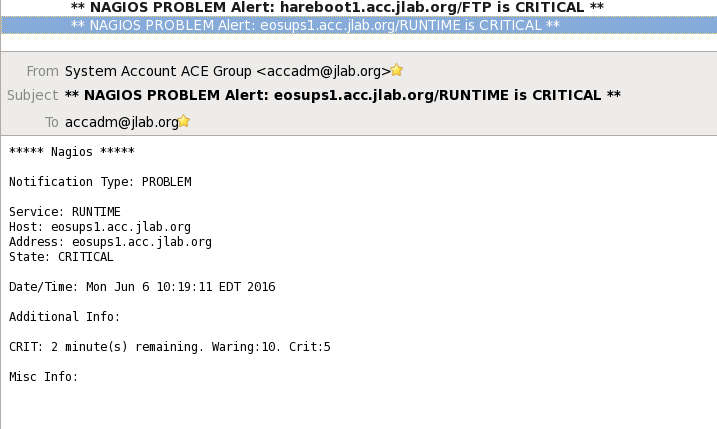 ** NAGIOS PROBLEM Alert: hareboot1.acc.jlab.org/FTP is CRITICAL **
** NAGIOS PROBLEM Alert: eosups1.acc.jlab.org/RUNTIME is CRITICAL **
From System Account ACE Group <accadm@jlab.org>
Subject ** NAGIOS PROBLEM Alert: eosups1.acc.jlab.org/RUNTIME is CRITICAL **
To accadm@jlab.org
***** Nagios *****
Notification Type: PROBLEM
Service: RUNTIME
Host: eosups1.acc.jlab.org
Address: eosups1.acc.jlab.org
State: CRITICAL
Date/Time: Mon Jun 6 10:19:11 EDT 2016
Additional Info:
CRIT: 2 minute(s) remaining. Waring:10. Crit:5
Misc Info: